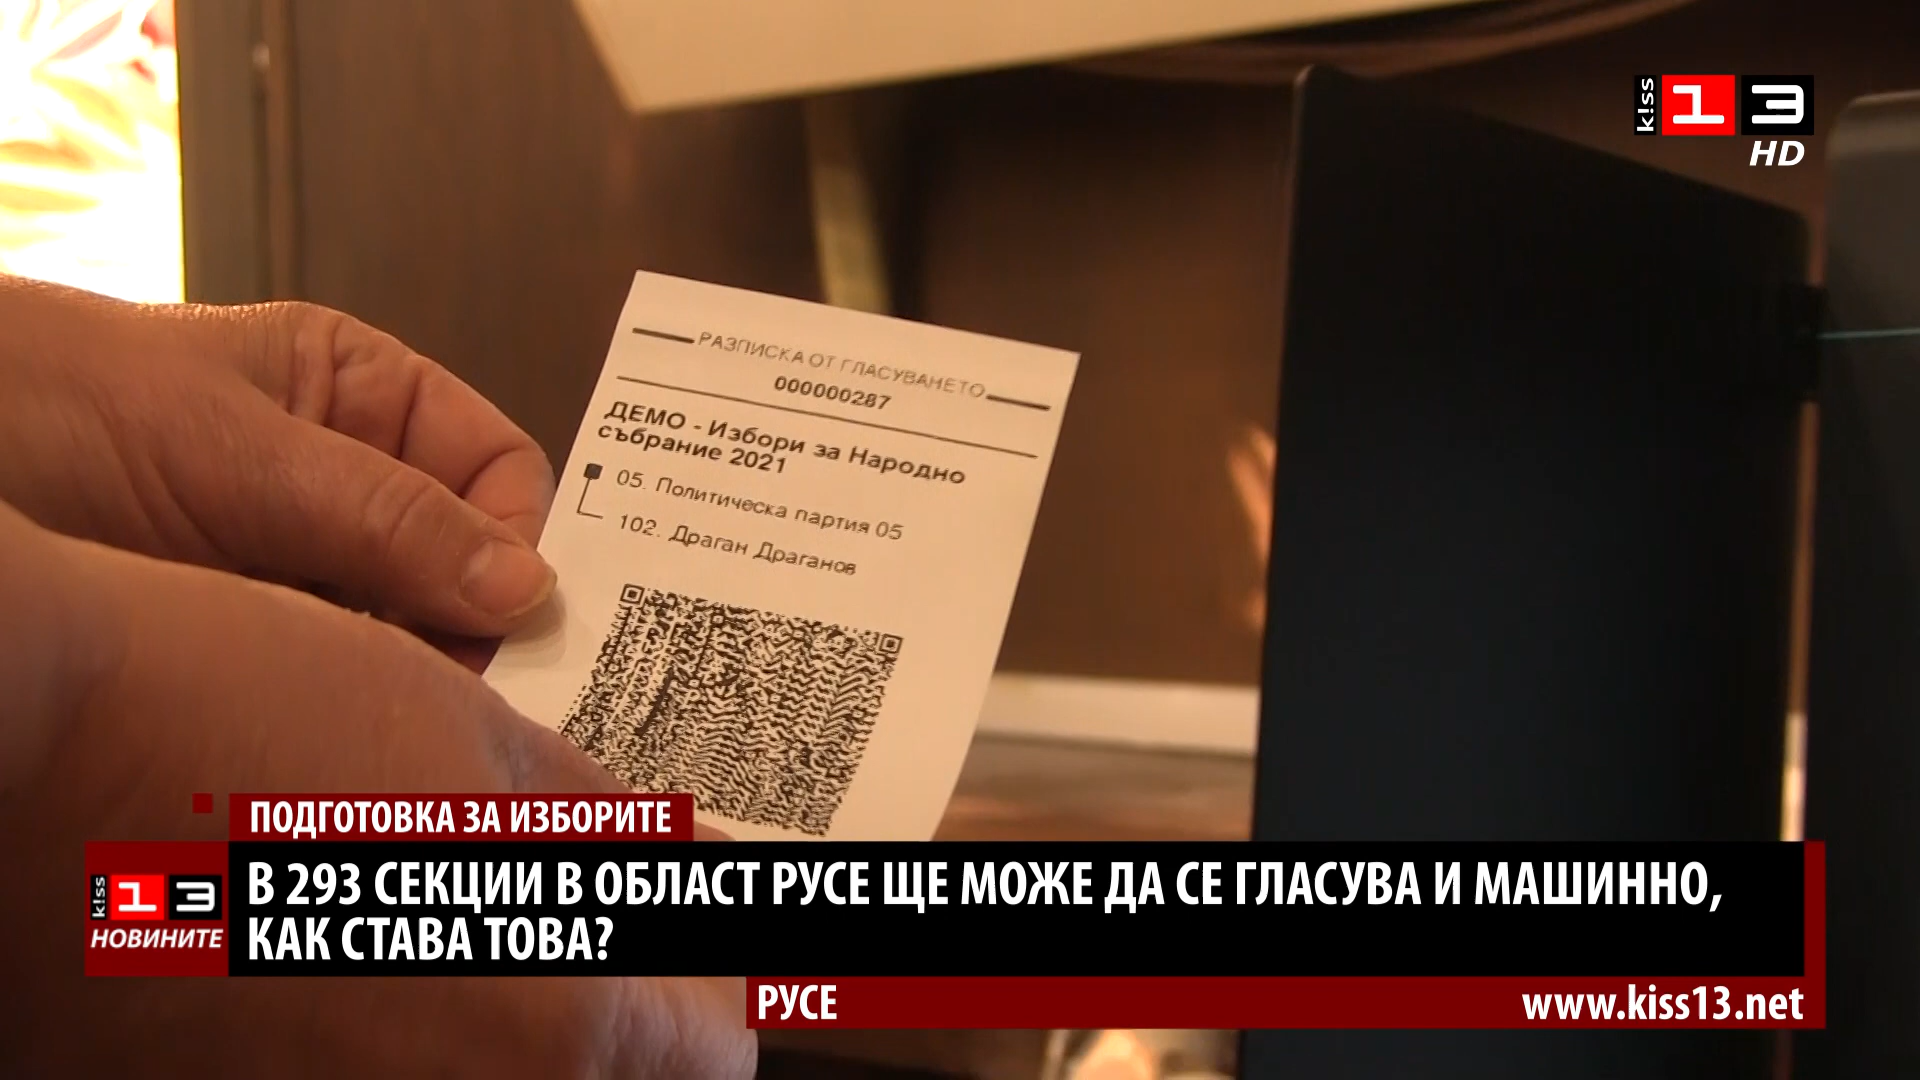 k!ss 13
HD
РАЗПИСКА ОТ ГЛАСУВАНЕТО
000000287
ДЕМО - Избори за Народно
събрание 2021
05. Политическа партия 05
102. Драган Драганов
ПОДГОТОВКА ЗА ИЗБОРИТЕ
k!ss 13
НОВИНИТЕ
В 293 СЕКЦИИ В ОБЛАСТ РУСЕ ЩЕ МОЖЕ ДА СЕ ГЛАСУВА И МАШИННО,
КАК СТАВА ТОВА?
РУСЕ
www.kiss13.net